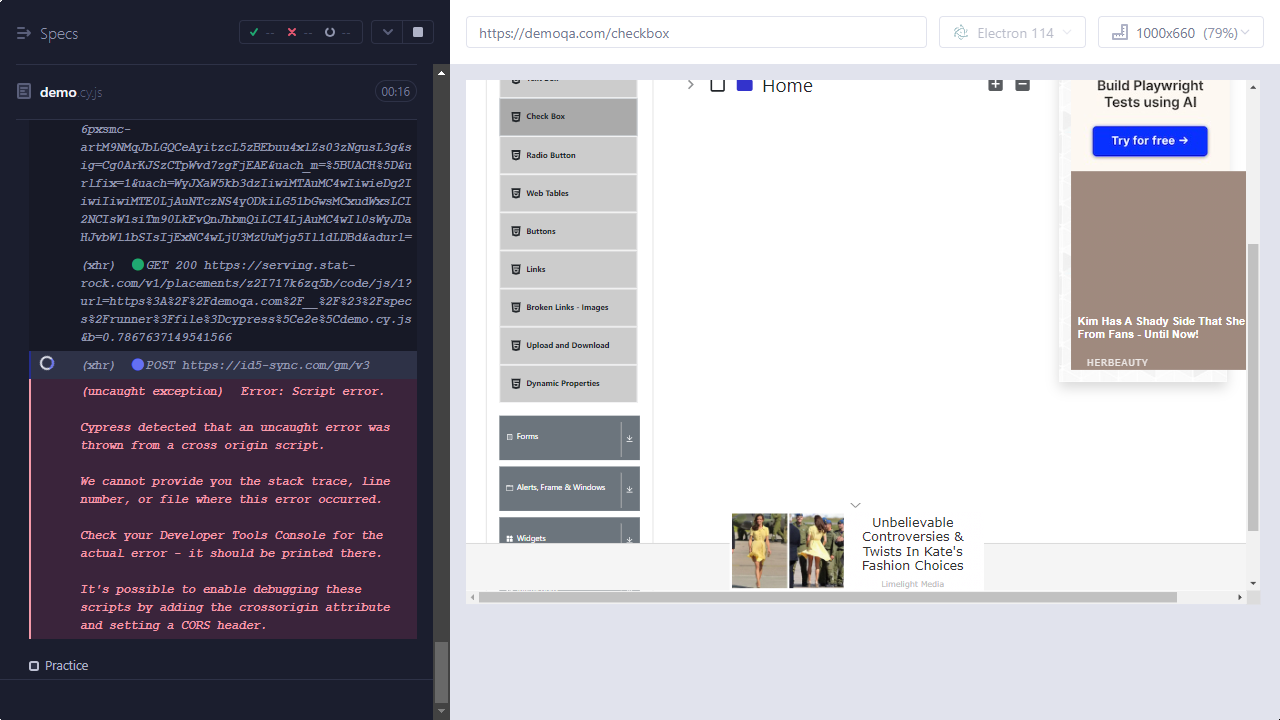 Specs
--
--
--
https://demoqa.com/checkbox
Electron 114
1000x660 (79%)
demo.cy.js
00:16
6pxsmc-
artM9NMqJbLGQCeAyitzcL5zBEbuu4xlZs03zNgusL3g&s
ig=Cg0ArKJSzCTpWvd7zgFjEAE&uach_m=%5BUACH%5D&u
rlfix=1&uach=WyJXaW5kb3dzIiwiMTAuMC4wIiwieDg2I
iwiIiwiMTE0LjAuNTczNS4yODkiLG51bGwsMCxudWxsLCI
2NCIsW1siTm90LkEvQnJhbmQiLCI4LjAuMC4wIl0sWyJDa
HJvbWl1bSIsIjExNC4wLjU3MzUuMjg5Il1dLDBd&adurl=
(xhr) GET 200 https://serving.stat-
rock.com/v1/placements/z2I717k6zq5b/code/js/1?
url=https%3A%2F%2Fdemoqa.com%2F__%2F%23%2Fspec
s%2Frunner%3Ffile%3Dcypress%5Ce2e%5Cdemo.cy.js
&b=0.7867637149541566
(xhr) POST https://id5-sync.com/gm/v3
(uncaught exception) Error: Script error.
Cypress detected that an uncaught error was
thrown from a cross origin script.
We cannot provide you the stack trace, line
number, or file where this error occurred.
Check your Developer Tools Console for the
actual error - it should be printed there.
It's possible to enable debugging these
scripts by adding the crossorigin attribute
and setting a CORS header.
Practice
Check Box
Radio Button
Web Tables
Buttons
Links
Broken Links - Images
Upload and Download
Dynamic Properties
Forms
Alerts, Frame & Windows
Widgets
Home
Build Playwright
Tests using AI
Try for free →
Kim Has A Shady Side That She
From Fans - Until Now!
HERBEAUTY
Unbelievable
Controversies &
Twists In Kate's
Fashion Choices
Limelight Media